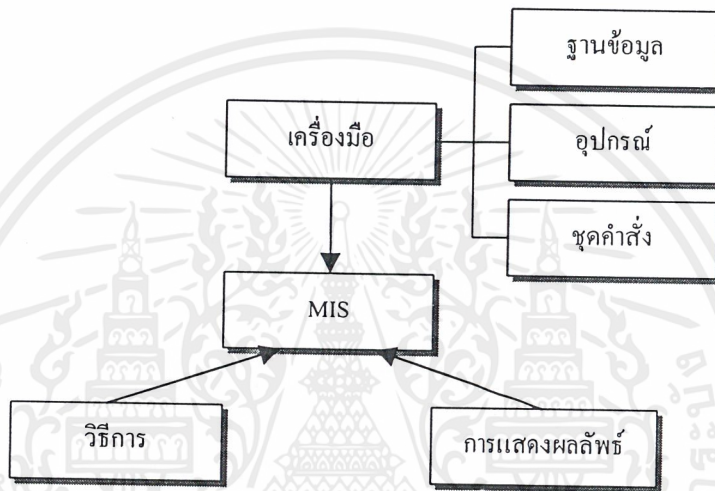 ฐานข้อมูล
เครื่องมือ
อุปกรณ์
ชุดคำสั่ง
MIS
วิธีการ
การแสดงผลลัพธ์